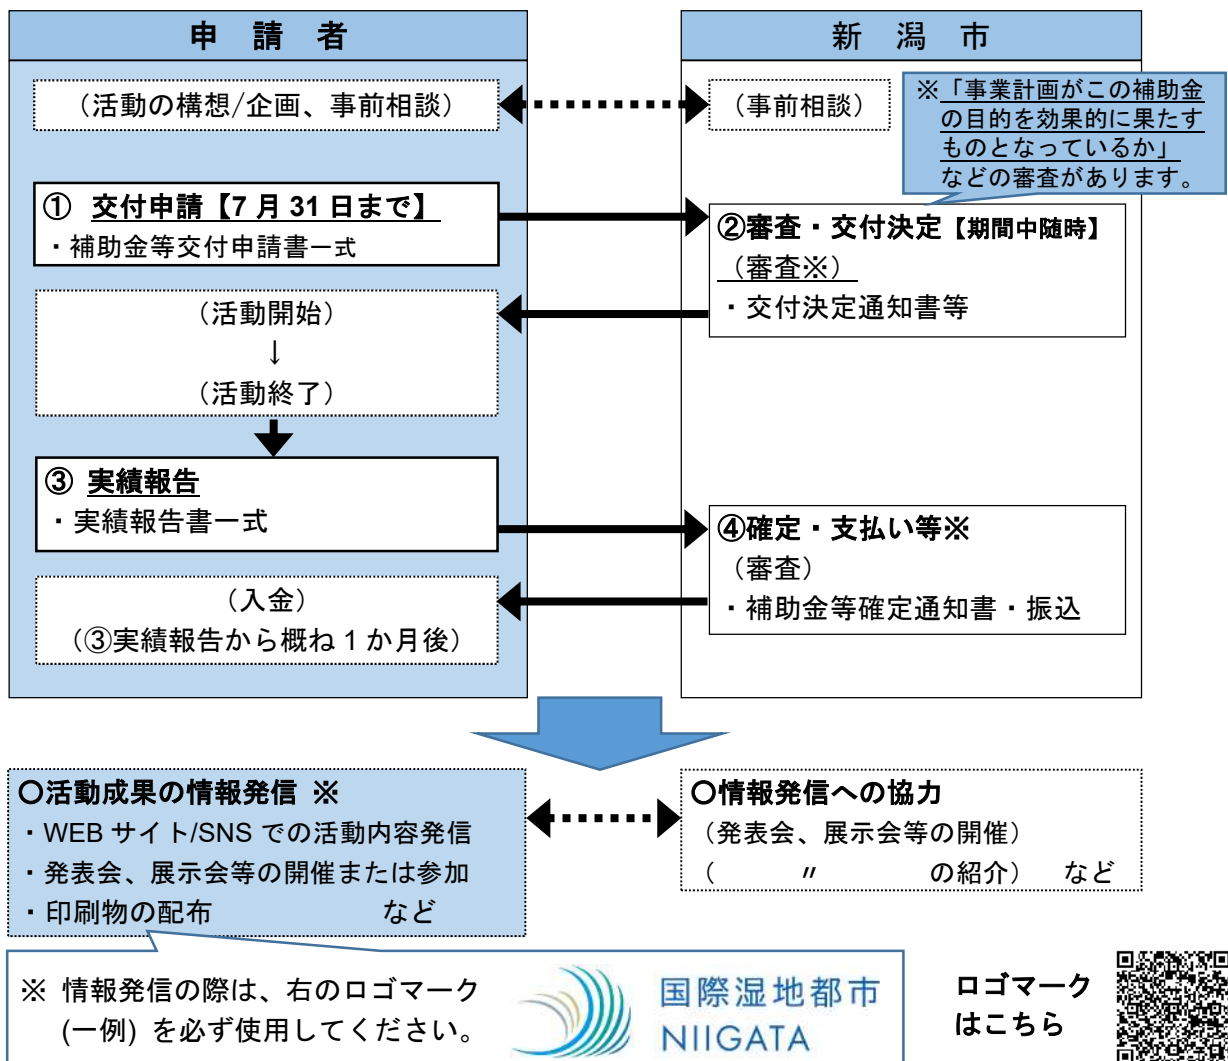 申　請　者
（活動の構想/企画、事前相談）
① 交付申請【7 月 31 日まで】
・補助金等交付申請書一式
（活動開始）
↓
（活動終了）
③ 実績報告
・実績報告書一式
（入金）
（③実績報告から概ね 1 か月後）
新　潟　市
（事前相談）
※「事業計画がこの補助金
の目的を効果的に果たす
ものとなっているか」
などの審査があります。
②審査・交付決定【期間中随時】
（審査※）
・交付決定通知書等
④確定・支払い等※
（審査）
・補助金等確定通知書・振込
〇活動成果の情報発信 ※
・WEB サイト/SNS での活動内容発信
・発表会、展示会等の開催または参加
・印刷物の配布　　　　　　など
〇情報発信への協力
（発表会、展示会等の開催）
（　　　〃　　　　の紹介）　など
※ 情報発信の際は、右のロゴマーク
(一例) を必ず使用してください。
国際湿地都市
NIIGATA
ロゴマーク
はこちら